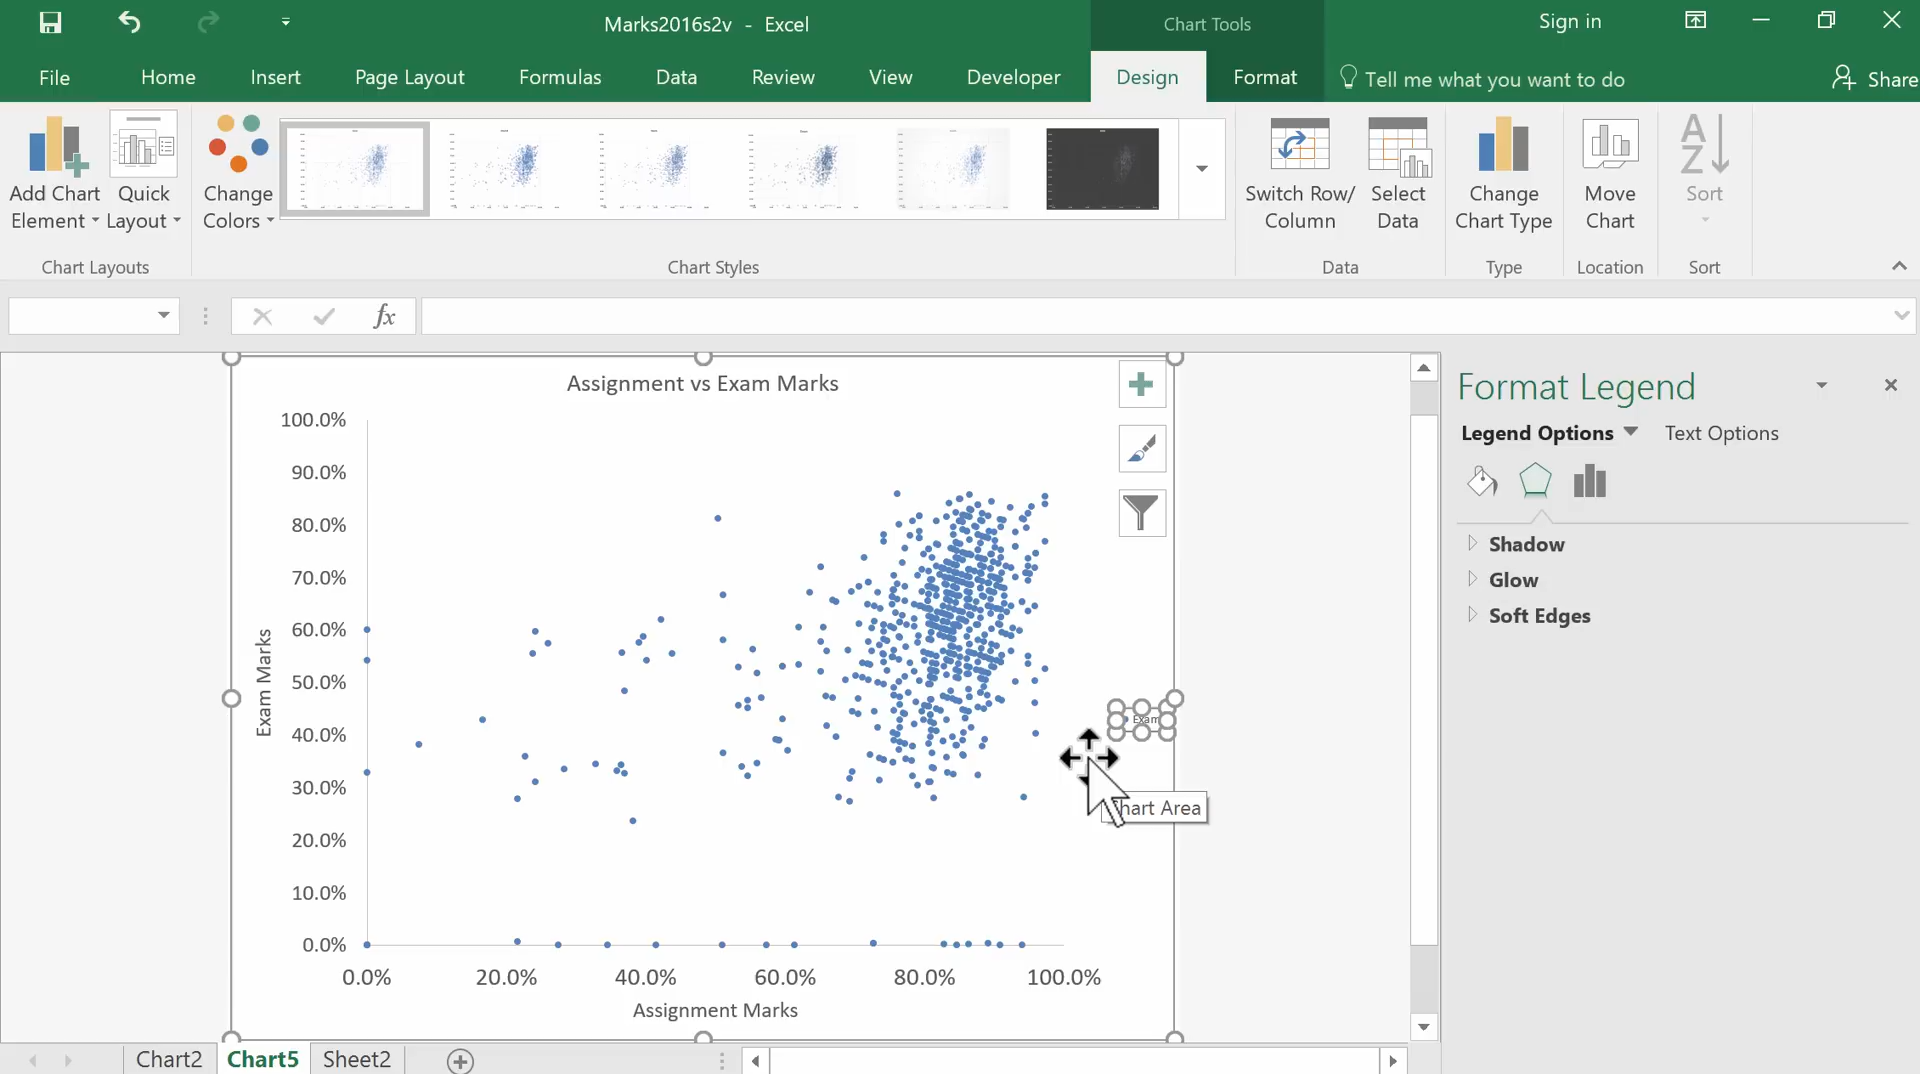 Marks2016s2v - Excel
Chart Tools
Sign in
File
Home
Insert
Page Layout
Formulas
Data
Review
View
Developer
Design
Format
Tell me what you want to do
Share
Add Chart
Element
Quick
Layout
Change
Colors
Switch Row/
Column
Select
Data
Change
Chart Type
Move
Chart
Sort
Chart Layouts
Chart Styles
Data
Type
Location
Sort
fx
Assignment vs Exam Marks
100.0%
90.0%
80.0%
70.0%
60.0%
50.0%
40.0%
30.0%
20.0%
10.0%
0.0%
Exam Marks
0.0%
20.0%
40.0%
60.0%
80.0%
100.0%
Assignment Marks
Exam
Chart Area
Format Legend
Legend Options
Text Options
Shadow
Glow
Soft Edges
Chart2
Chart5
Sheet2